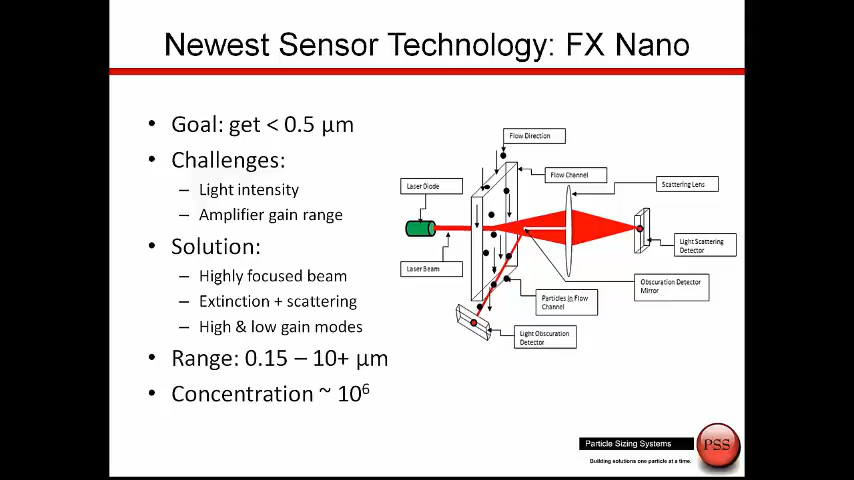 Newest Sensor Technology: FX Nano
• Goal: get < 0.5 µm
• Challenges:
– Light intensity
– Amplifier gain range
• Solution:
– Highly focused beam
– Extinction + scattering
– High & low gain modes
• Range: 0.15 – 10+ µm
• Concentration ~ 10⁶
Flow Direction
Flow Channel
Laser Diode
Scattering Lens
Light Scattering
Detector
Laser Beam
Obscuration Detector
Mirror
Particles in Flow
Channel
Light Obscuration
Detector
Particle Sizing Systems
PSS
Building solutions one particle at a time.